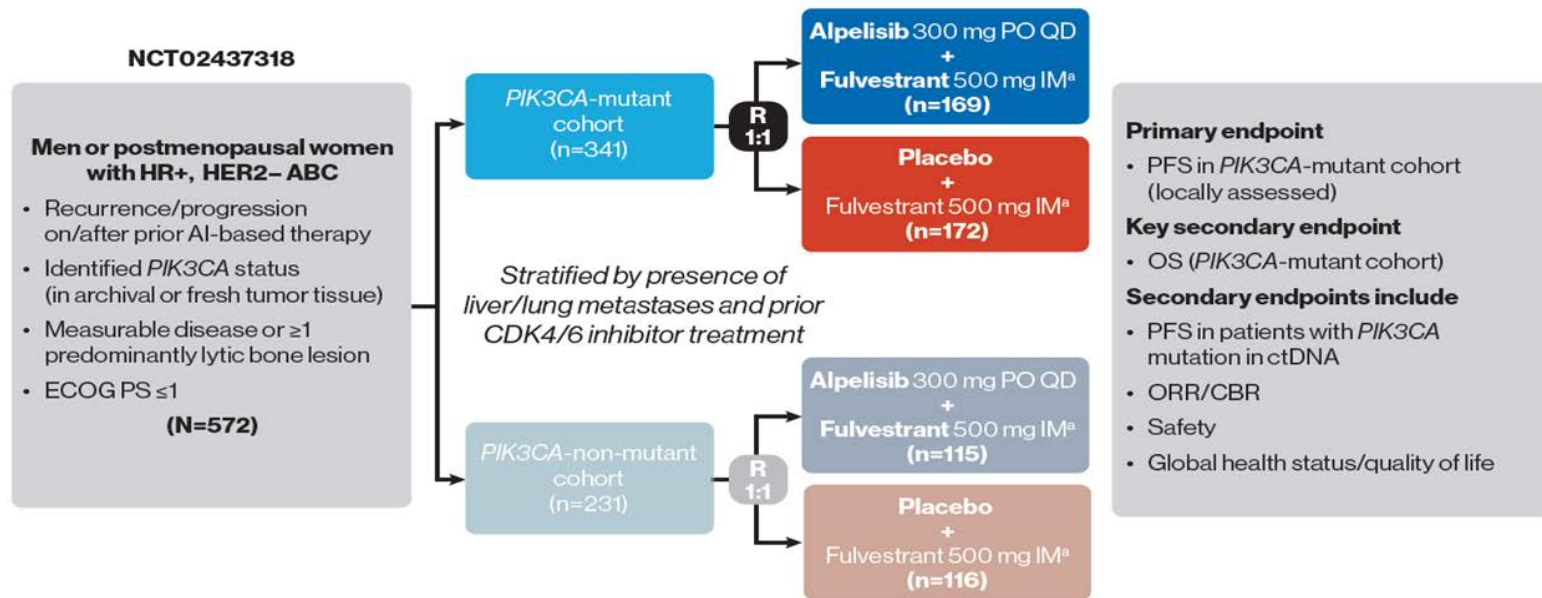 NCT02437318
Men or postmenopausal women
with HR+, HER2– ABC
• Recurrence/progression
on/after prior AI-based therapy
• Identified PIK3CA status
(in archival or fresh tumor tissue)
• Measurable disease or ≥1
predominantly lytic bone lesion
• ECOG PS ≤1
(N=572)
PIK3CA-mutant
cohort
(n=341)
R
1:1
Alpelisib 300 mg PO QD
+
Fulvestrant 500 mg IMᵃ
(n=169)
Placebo
+
Fulvestrant 500 mg IMᵃ
(n=172)
Stratified by presence of
liver/lung metastases and prior
CDK4/6 inhibitor treatment
PIK3CA-non-mutant
cohort
(n=231)
R
1:1
Alpelisib 300 mg PO QD
+
Fulvestrant 500 mg IMᵃ
(n=115)
Placebo
+
Fulvestrant 500 mg IMᵃ
(n=116)
Primary endpoint
• PFS in PIK3CA-mutant cohort
(locally assessed)
Key secondary endpoint
• OS (PIK3CA-mutant cohort)
Secondary endpoints include
• PFS in patients with PIK3CA
mutation in ctDNA
• ORR/CBR
• Safety
• Global health status/quality of life